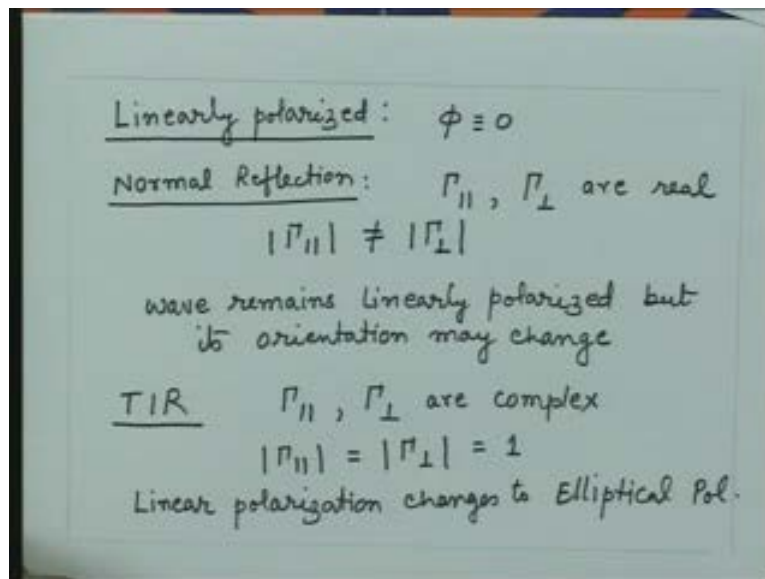 Linearly polarized : φ ≡ 0
Normal Reflection : Γ||, Γ⊥ are real
|Γ||| ≠ |Γ⊥|
wave remains linearly polarized but
its orientation may change
TIR Γ||, Γ⊥ are complex
|Γ||| = |Γ⊥| = 1
Linear polarization changes to Elliptical Pol.